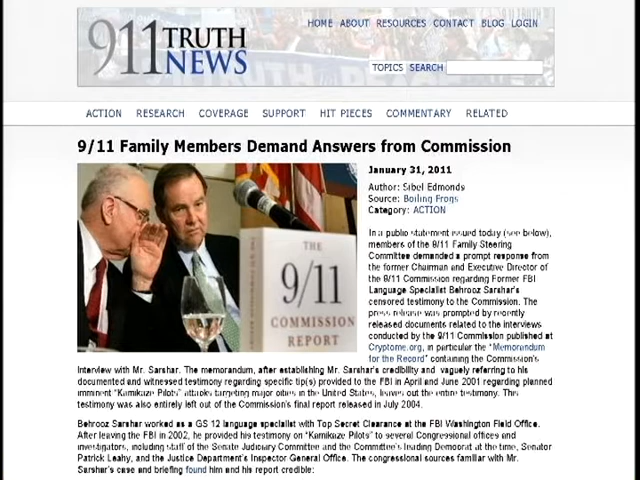 HOME ABOUT RESOURCES CONTACT BLOG LOGIN
911 TRUTH
NEWS
TOPICS SEARCH
ACTION RESEARCH COVERAGE SUPPORT HIT PIECES COMMENTARY RELATED
9/11 Family Members Demand Answers from Commission
January 31, 2011
Author: Sibel Edmonds
Source: Boiling Frogs
Category: ACTION
THE
9/11
COMMISSION
REPORT
In a public statement issued today (see below),
members of the 9/11 Family Steering
Committee demanded a prompt response from
the former Chairman and Executive Director of
the 9/11 Commission regarding Former FBI
Language Specialist Behrooz Sarshar's
censored testimony to the Commission. The
press release was prompted by recently
released documents related to the interviews
conducted by the 9/11 Commission published at
Cryptome.org, in particular the "Memorandum
for the Record" containing the Commission's
interview with Mr. Sarshar. The memorandum, after establishing Mr. Sarshar's credibility and vaguely referring to his
documented and witnessed testimony regarding specific tip(s) provided to the FBI in April and June 2001 regarding planned
imminent "Kamikaze Pilots" attacks targeting major cities in the United States, leaves out the entire testimony. This
testimony was also entirely left out of the Commission's final report released in July 2004.
Behrooz Sarshar worked as a GS 12 language specialist with Top Secret Clearance at the FBI Washington Field Office.
After leaving the FBI in 2002, he provided his testimony on "Kamikaze Pilots" to several Congressional offices and
investigators, including staff of the Senate Judiciary Committee and the Committee's leading Democrat at the time, Senator
Patrick Leahy, and the Justice Department's Inspector General Office. The congressional sources familiar with Mr.
Sarshar's case and briefing found him and his report credible: